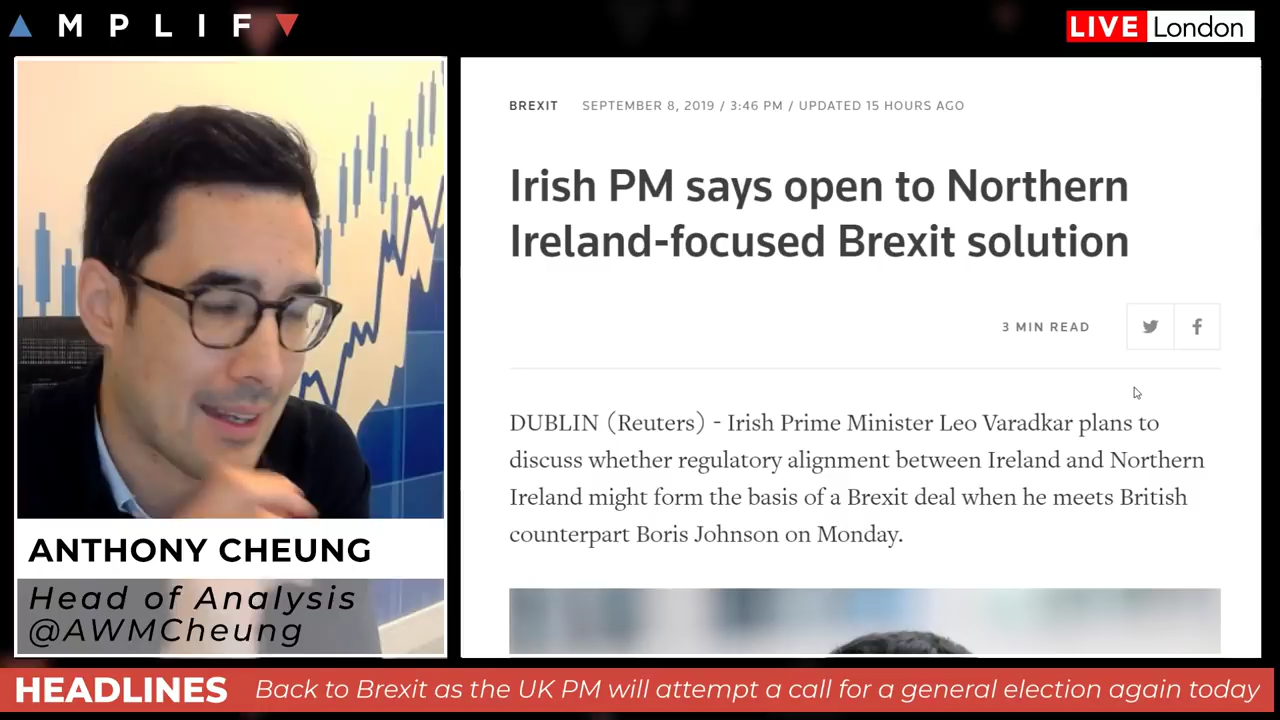 AMPLIFY
LIVE London
BREXIT SEPTEMBER 8, 2019 / 3:46 PM / UPDATED 15 HOURS AGO
Irish PM says open to Northern
Ireland-focused Brexit solution
3 MIN READ
DUBLIN (Reuters) - Irish Prime Minister Leo Varadkar plans to
discuss whether regulatory alignment between Ireland and Northern
Ireland might form the basis of a Brexit deal when he meets British
counterpart Boris Johnson on Monday.
ANTHONY CHEUNG
Head of Analysis
@AWMCheung
HEADLINES Back to Brexit as the UK PM will attempt a call for a general election again today